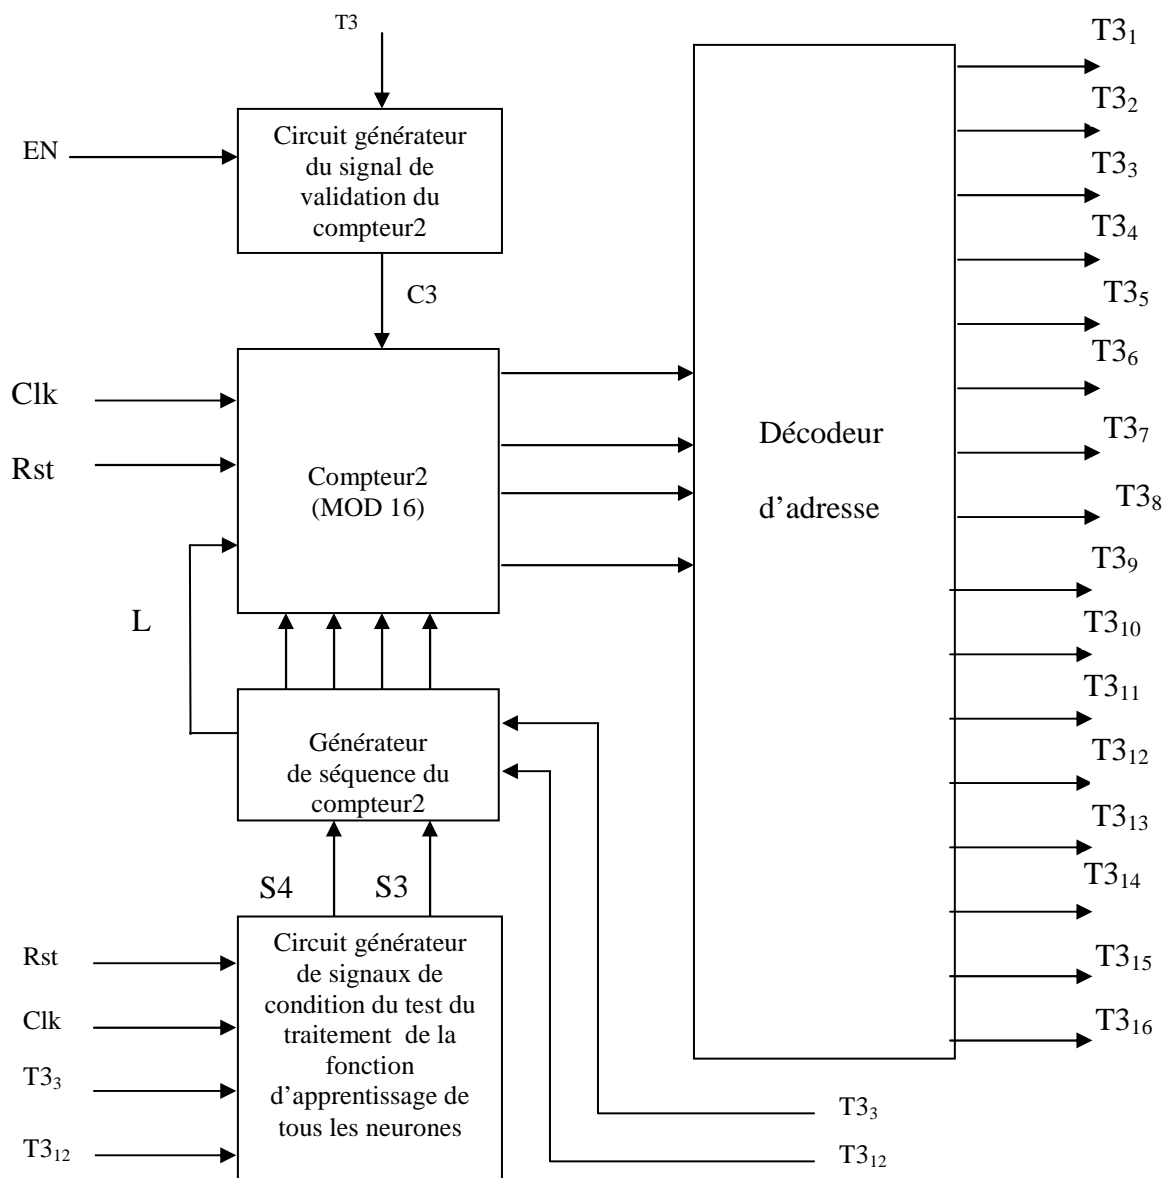 T3
EN
Circuit générateur
du signal de
validation du
compteur2
C3
Clk
Rst
Compteur2
(MOD 16)
L
Générateur
de séquence du
compteur2
S4
S3
Rst
Clk
T3₃
T3₁₂
Circuit générateur
de signaux de
condition du test du
traitement de la
fonction
d’apprentissage de
tous les neurones
Décodeur
d’adresse
T3₁
T3₂
T3₃
T3₄
T3₅
T3₆
T3₇
T3₈
T3₉
T3₁₀
T3₁₁
T3₁₂
T3₁₃
T3₁₄
T3₁₅
T3₁₆
T3₃
T3₁₂